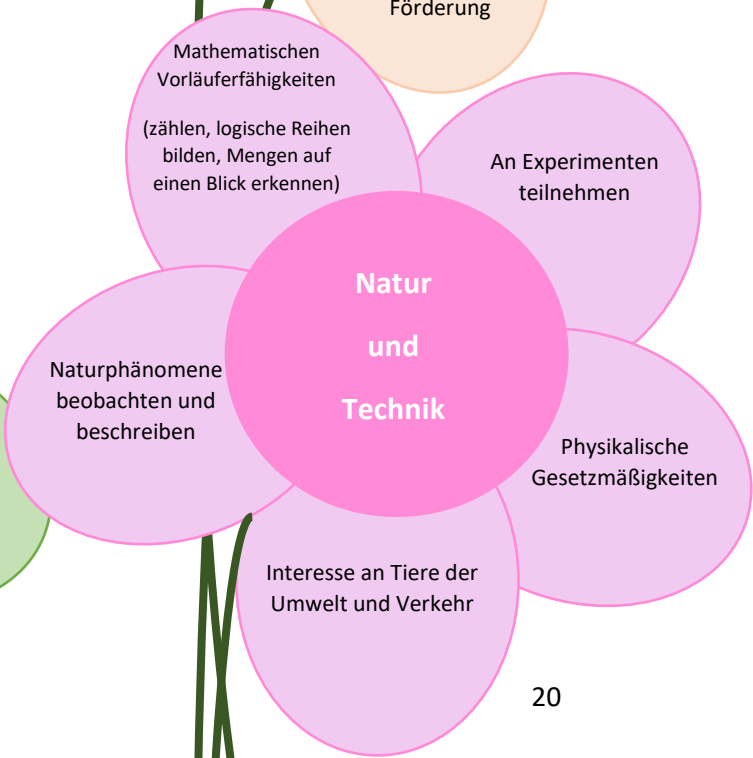 Förderung
Mathematischen
Vorläuferfähigkeiten
(zählen, logische Reihen
bilden, Mengen auf
einen Blick erkennen)
An Experimenten
teilnehmen
Natur
und
Technik
Naturphänomene
beobachten und
beschreiben
Physikalische
Gesetzmäßigkeiten
Interesse an Tiere der
Umwelt und Verkehr
20